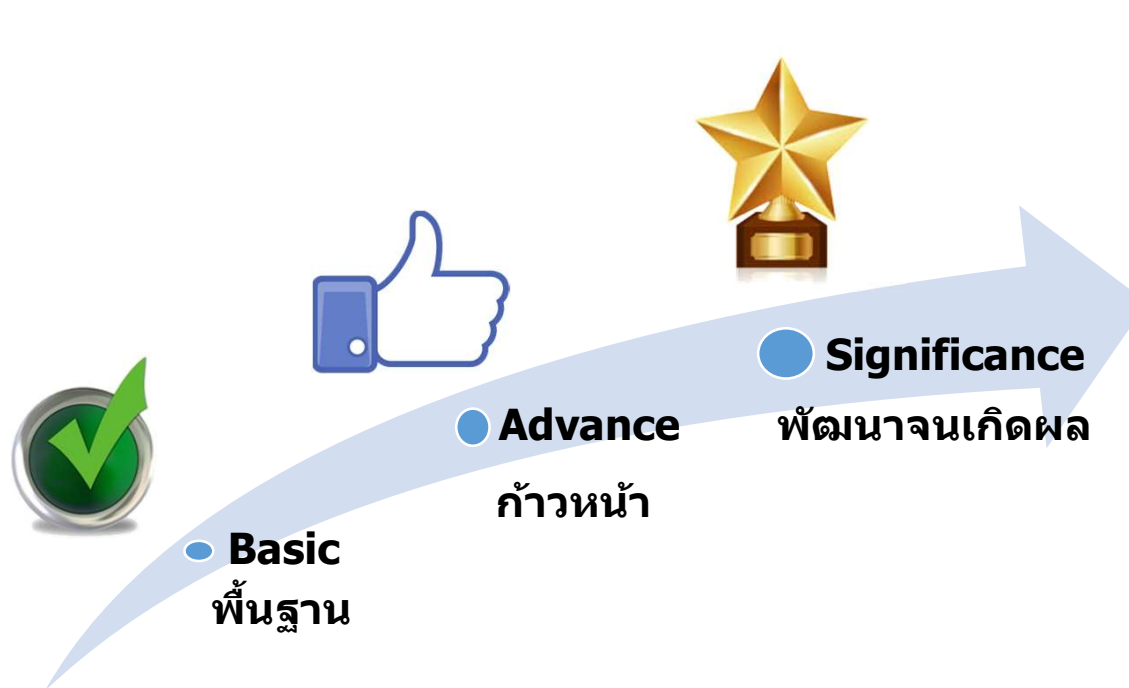 Basic
พื้นฐาน
Advance
ก้าวหน้า
Significance
พัฒนาจนเกิดผล